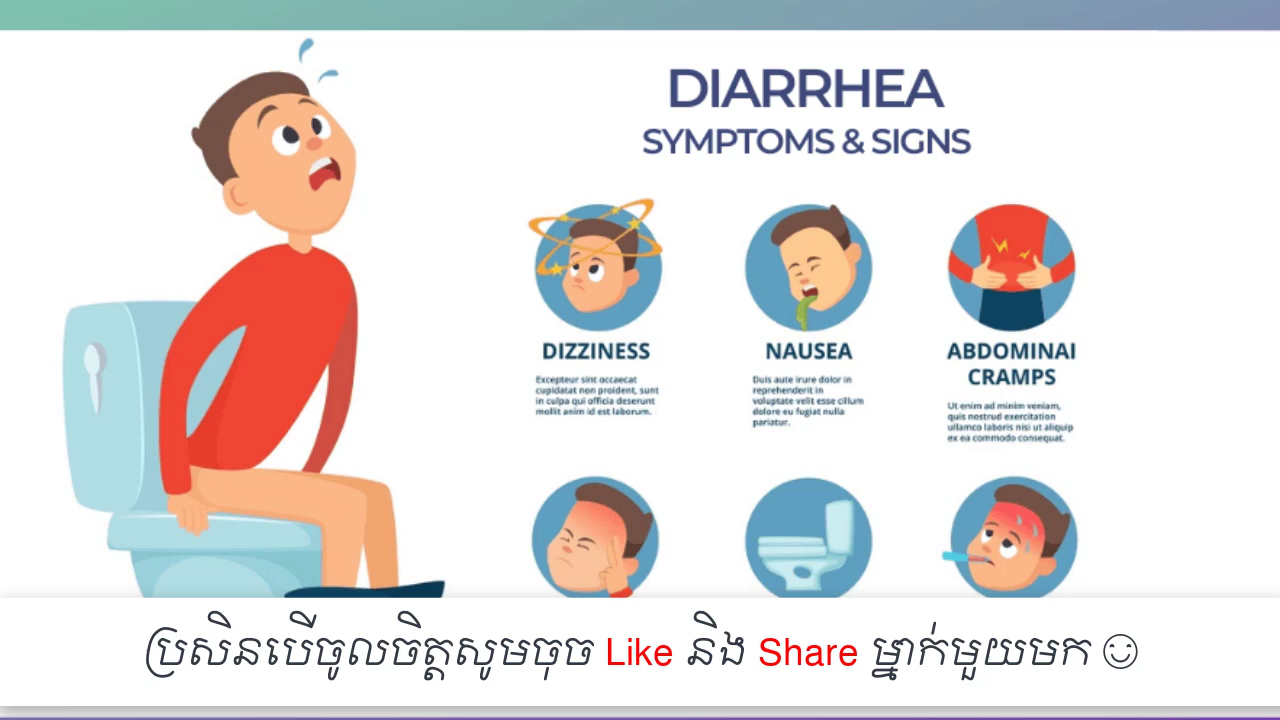 DIARRHEA
SYMPTOMS & SIGNS
DIZZINESS
Excepteur sint occaecat
cupidatat non proident, sunt
in culpa qui officia deserunt
mollit anim id est laborum.
NAUSEA
Duis aute irure dolor in
reprehenderit in
voluptate velit esse cillum
dolore eu fugiat nulla
pariatur.
ABDOMINAI
CRAMPS
Ut enim ad minim veniam,
quis nostrud exercitation
ullamco laboris nisi ut aliquip
ex ea commodo consequat.
ប្រសិនបើចូលចិត្តសូមចុច Like និង Share ម្នាក់មួយមក ☺